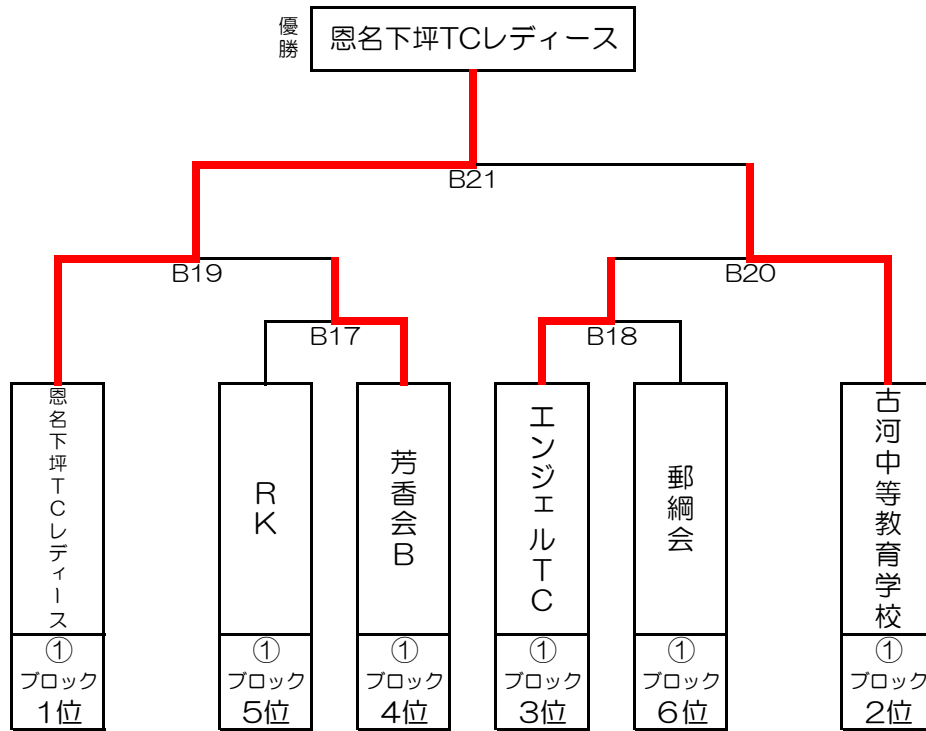 優勝
恩名下坪TCレディース
B21
B19
B20
B17
B18
恩名下坪TCレディース
RK
芳香会B
エンジェルTC
郵綱会
古河中等教育学校
①
ブロック
1位
①
ブロック
5位
①
ブロック
4位
①
ブロック
3位
①
ブロック
6位
①
ブロック
2位